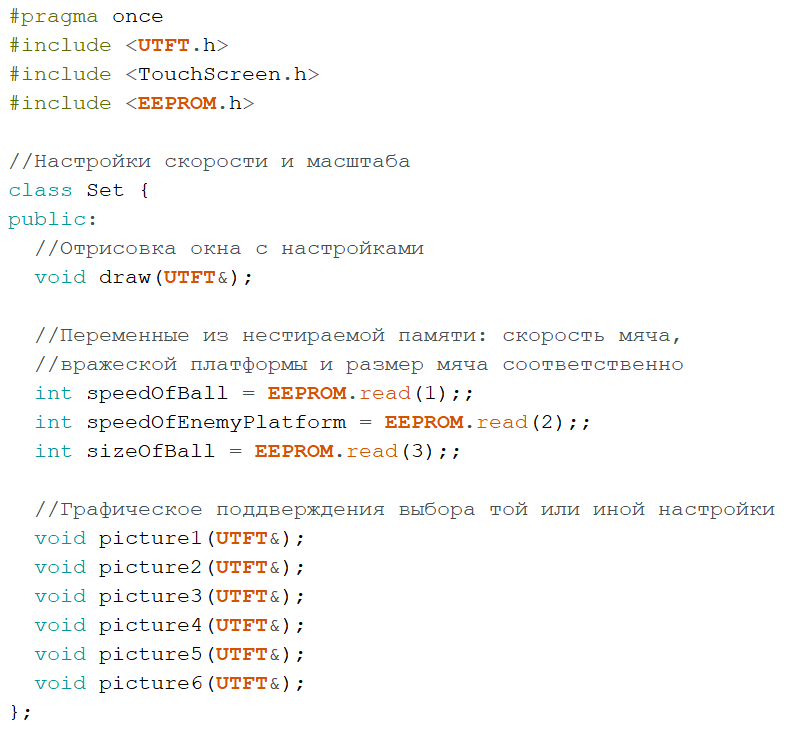 #pragma once
#include <UTFT.h>
#include <TouchScreen.h>
#include <EEPROM.h>

//Настройки скорости и масштаба
class Set {
public:
  //Отрисовка окна с настройками
  void draw(UTFT&);

  //Переменные из нестираемой памяти: скорость мяча,
  //вражеской платформы и размер мяча соответственно
  int speedOfBall = EEPROM.read(1);;
  int speedOfEnemyPlatform = EEPROM.read(2);;
  int sizeOfBall = EEPROM.read(3);;

  //Графическое поддверждения выбора той или иной настройки
  void picture1(UTFT&);
  void picture2(UTFT&);
  void picture3(UTFT&);
  void picture4(UTFT&);
  void picture5(UTFT&);
  void picture6(UTFT&);
};